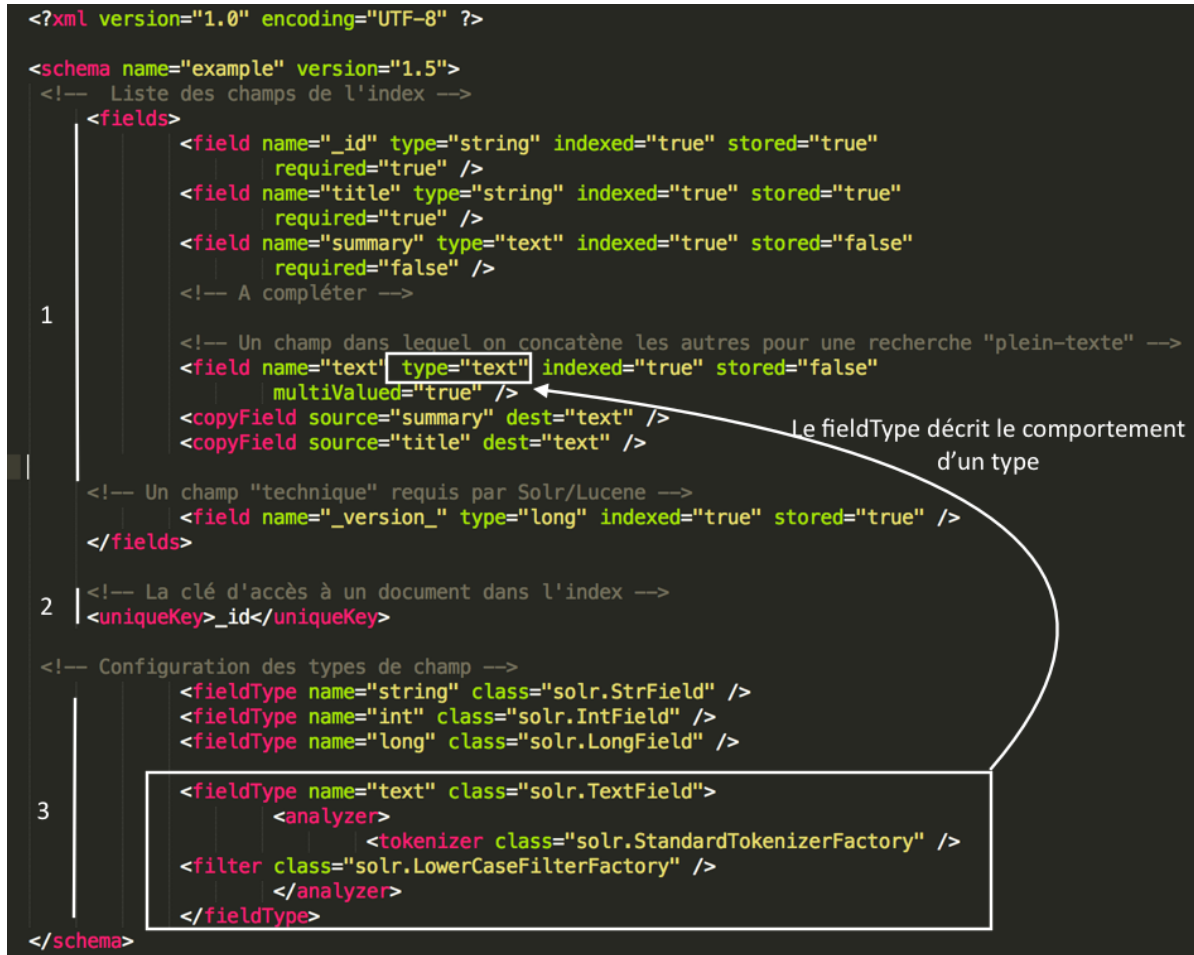 <?xml version="1.0" encoding="UTF-8" ?>
<schema name="example" version="1.5">
<!-- Liste des champs de l'index -->
<fields>
<field name="_id" type="string" indexed="true" stored="true"
required="true" />
<field name="title" type="string" indexed="true" stored="true"
required="true" />
<field name="summary" type="text" indexed="true" stored="false"
required="false" />
<!-- A compléter -->
1
<!-- Un champ dans lequel on concatène les autres pour une recherche "plein-texte" -->
<field name="text" type="text" indexed="true" stored="false"
multiValued="true" />
<copyField source="summary" dest="text" />
<copyField source="title" dest="text" />
Le fieldType décrit le comportement
d'un type
<!-- Un champ "technique" requis par Solr/Lucene -->
<field name="_version_" type="long" indexed="true" stored="true" />
</fields>
<!-- La clé d'accès à un document dans l'index -->
2
<uniqueKey>_id</uniqueKey>
<!-- Configuration des types de champ -->
<fieldType name="string" class="solr.StrField" />
<fieldType name="int" class="solr.IntField" />
<fieldType name="long" class="solr.LongField" />
<fieldType name="text" class="solr.TextField">
3
<analyzer>
<tokenizer class="solr.StandardTokenizerFactory" />
<filter class="solr.LowerCaseFilterFactory" />
</analyzer>
</fieldType>
</schema>